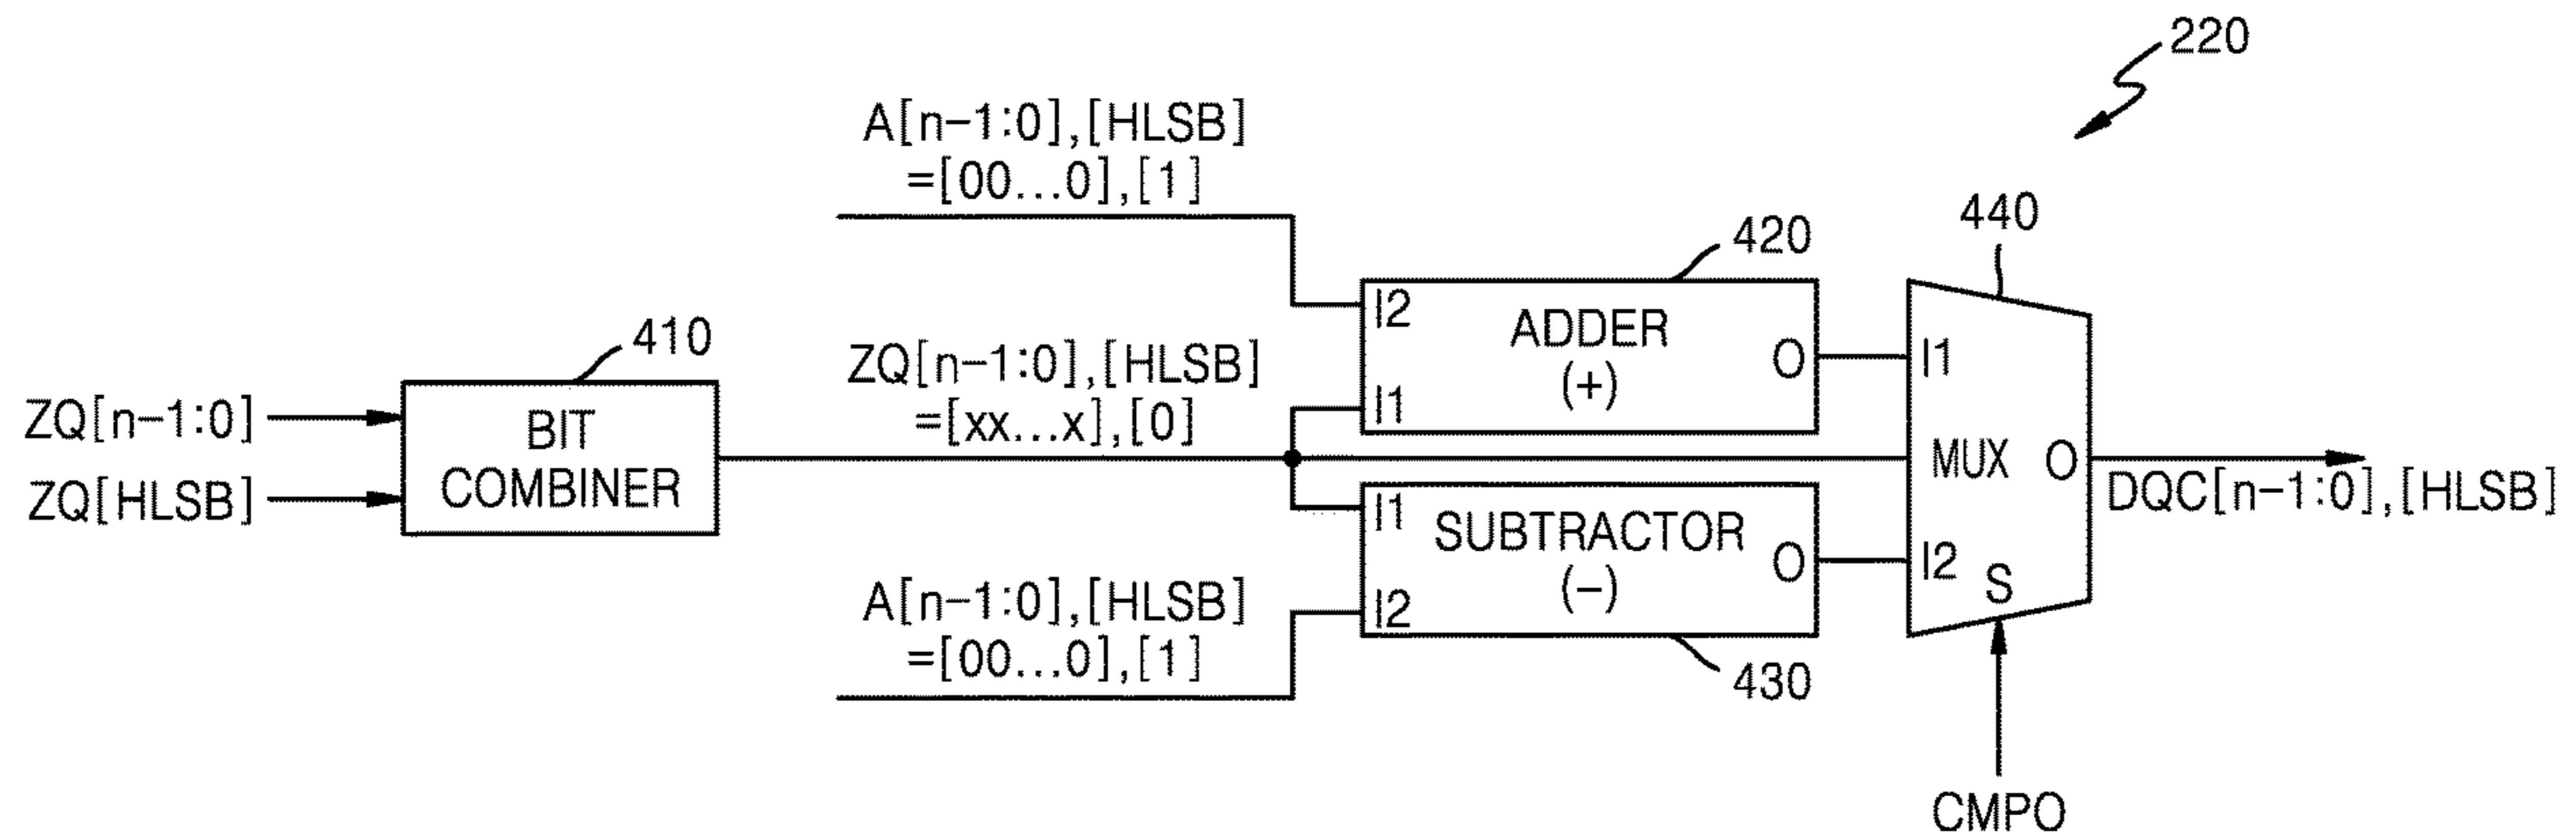 220
A[n-1:0],[HLSB]
=[00...0],[1]
440
420
I2
ADDER
(+)
O
I1
I1
410
ZQ[n-1:0],[HLSB]
=[xx...x],[0]
ZQ[n-1:0]
ZQ[HLSB]
BIT
COMBINER
MUX
O
DQC[n-1:0],[HLSB]
I1
SUBTRACTOR
(-)
O
I2
I2
S
A[n-1:0],[HLSB]
=[00...0],[1]
430
CMPO